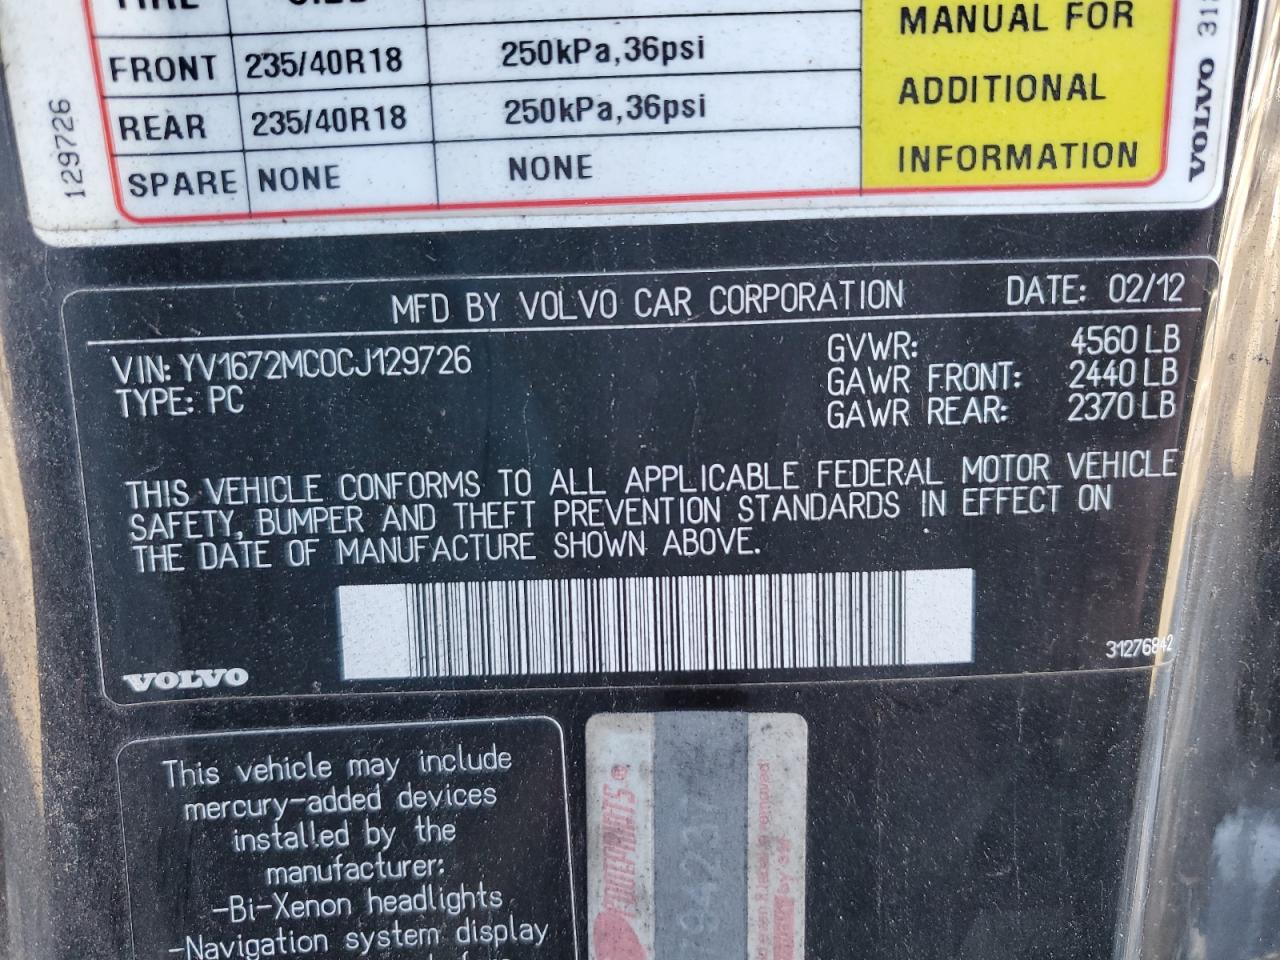 MANUAL FOR
FRONT 235/40R18 250kPa,36psi
ADDITIONAL
REAR 235/40R18 250kPa,36psi
INFORMATION
SPARE NONE NONE
129726
VOLVO
MFD BY VOLVO CAR CORPORATION DATE: 02/12
VIN: YV1672MC0CJ129726 GVWR: 4560 LB
TYPE: PC GAWR FRONT: 2440 LB
GAWR REAR: 2370 LB
THIS VEHICLE CONFORMS TO ALL APPLICABLE FEDERAL MOTOR VEHICLE
SAFETY, BUMPER AND THEFT PREVENTION STANDARDS IN EFFECT ON
THE DATE OF MANUFACTURE SHOWN ABOVE.
31276842
VOLVO
This vehicle may include
mercury-added devices
installed by the
manufacturer:
-Bi-Xenon headlights
-Navigation system display